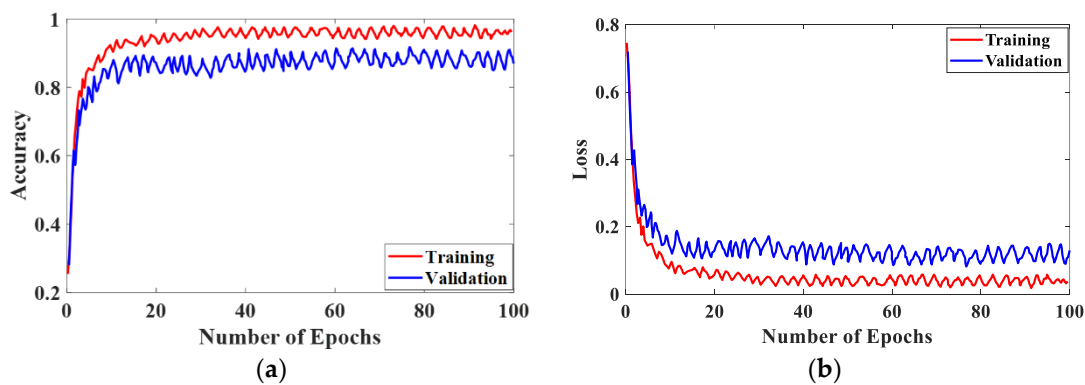 1
0.8
0.6
0.4
0.2
Accuracy
Training
Validation
0 20 40 60 80 100
Number of Epochs
(a)
0.8
0.6
0.4
0.2
0
Loss
Training
Validation
0 20 40 60 80 100
Number of Epochs
(b)